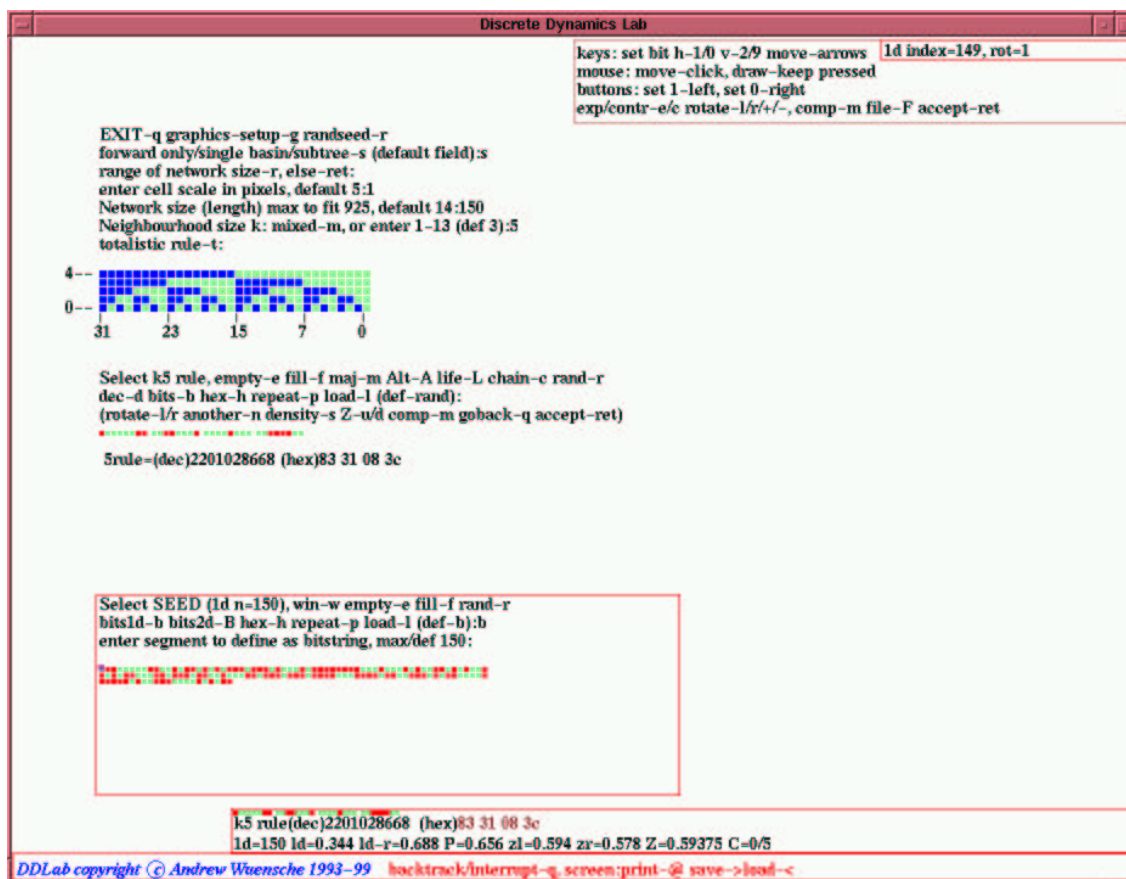 Discrete Dynamics Lab
keys: set bit h-1/0 v-2/9 move-arrows
1d index=149, rot=1
mouse: move-click, draw-keep pressed
buttons: set 1-left, set 0-right
exp/contr-e/c rotate-l/r/+/-, comp-m file-F accept-ret
EXIT-q graphics-setup-g randseed-r
forward only/single basin/subtree-s (default field):s
range of network size-r, else-ret:
enter cell scale in pixels, default 5:1
Network size (length) max to fit 925, default 14:150
Neighbourhood size k: mixed-m, or enter 1-13 (def 3):5
totalistic rule-t:
4--
0--
31 23 15 7 0
Select k5 rule, empty-e fill-f maj-m Alt-A life-L chain-c rand-r
dec-d bits-b hex-h repeat-p load-l (def-rand):
(rotate-l/r another-n density-s Z-u/d comp-m goback-q accept-ret)
5rule=(dec)2201028668 (hex)83 31 08 3c
Select SEED (1d n=150), win-w empty-e fill-f rand-r
bits1d-b bits2d-B hex-h repeat-p load-l (def-b):b
enter segment to define as bitstring, max/def 150:
k5 rule(dec)2201028668 (hex)83 31 08 3c
1d=150 ld=0.344 ld-r=0.688 P=0.656 zl=0.594 zr=0.578 Z=0.59375 C=0/5
DDLab copyright © Andrew Wuensche 1993-99 backtrack/interrupt-q, screen:print-@ save->load-<